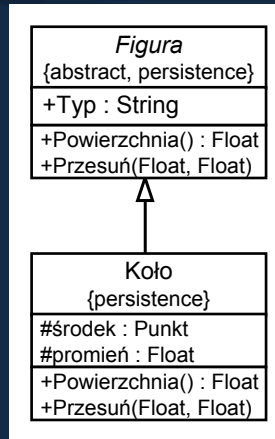 Figura
{abstract, persistence}
+Typ : String
+Powierzchnia() : Float
+Przesuń(Float, Float)
Koło
{persistence}
#środek : Punkt
#promień : Float
+Powierzchnia() : Float
+Przesuń(Float, Float)